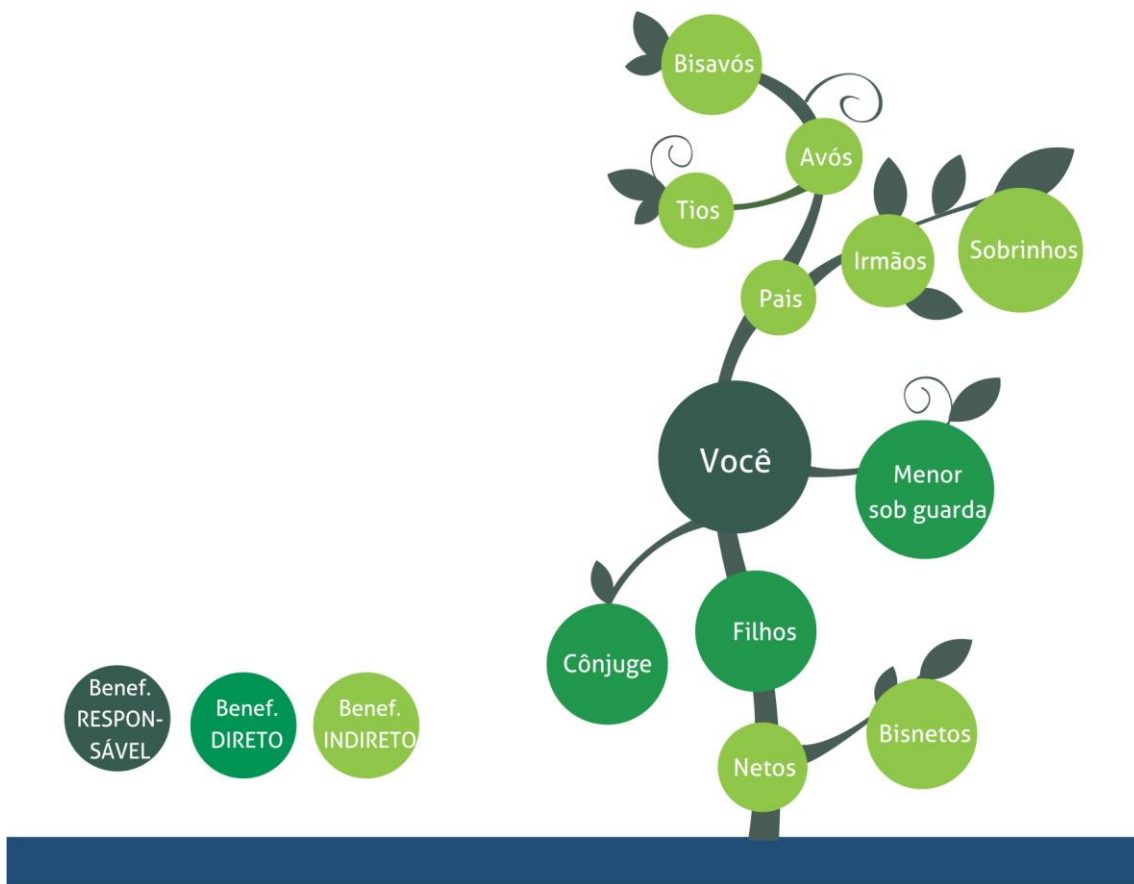 Bisavós
Avós
Tios
Irmãos
Sobrinhos
Pais
Você
Menor
sob guarda
Filhos
Cônjuge
Netos
Bisnetos
Benef.
RESPON-
SÁVEL
Benef.
DIRETO
Benef.
INDIRETO